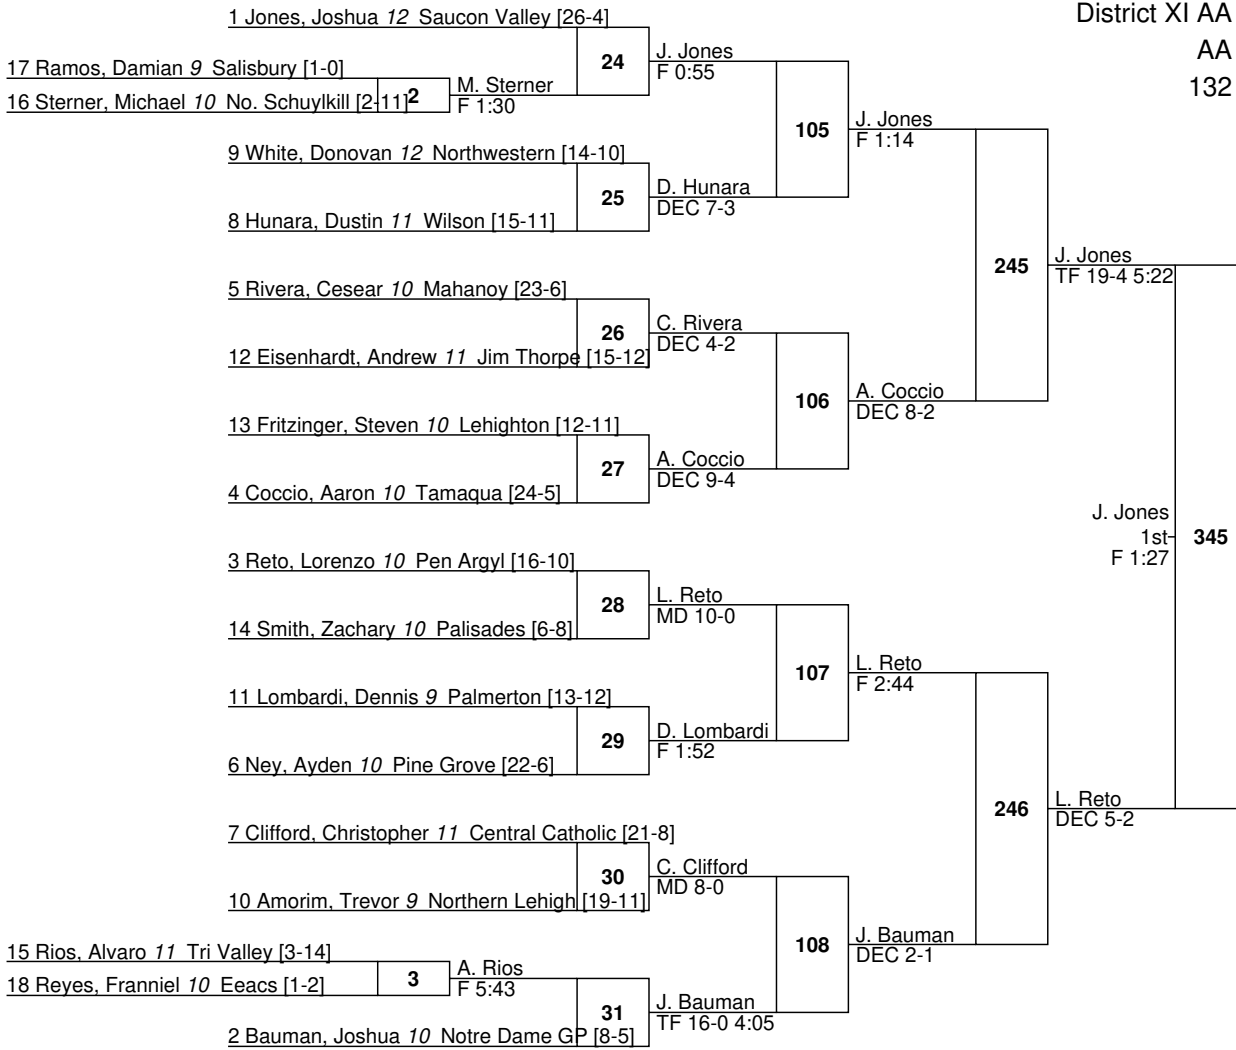 District XI AA
AA
132
1 Jones, Joshua 12 Saucon Valley [26-4]
24
J. Jones
F 0:55
17 Ramos, Damian 9 Salisbury [1-0]
16 Sterner, Michael 10 No. Schuylkill [2-11]
2
M. Sterner
F 1:30
105
J. Jones
F 1:14
9 White, Donovan 12 Northwestern [14-10]
25
D. Hunara
DEC 7-3
8 Hunara, Dustin 11 Wilson [15-11]
245
J. Jones
TF 19-4 5:22
5 Rivera, Cesear 10 Mahanoy [23-6]
26
C. Rivera
DEC 4-2
12 Eisenhardt, Andrew 11 Jim Thorpe [15-12]
106
A. Coccio
DEC 8-2
13 Fritzinger, Steven 10 Lehighton [12-11]
27
A. Coccio
DEC 9-4
4 Coccio, Aaron 10 Tamaqua [24-5]
J. Jones
1st
F 1:27
345
3 Reto, Lorenzo 10 Pen Argyl [16-10]
28
L. Reto
MD 10-0
14 Smith, Zachary 10 Palisades [6-8]
107
L. Reto
F 2:44
11 Lombardi, Dennis 9 Palmerton [13-12]
29
D. Lombardi
F 1:52
6 Ney, Ayden 10 Pine Grove [22-6]
246
L. Reto
DEC 5-2
7 Clifford, Christopher 11 Central Catholic [21-8]
30
C. Clifford
MD 8-0
10 Amorim, Trevor 9 Northern Lehigh [19-11]
108
J. Bauman
DEC 2-1
15 Rios, Alvaro 11 Tri Valley [3-14]
18 Reyes, Franniel 10 Eeacs [1-2]
3
A. Rios
F 5:43
31
J. Bauman
TF 16-0 4:05
2 Bauman, Joshua 10 Notre Dame GP [8-5]